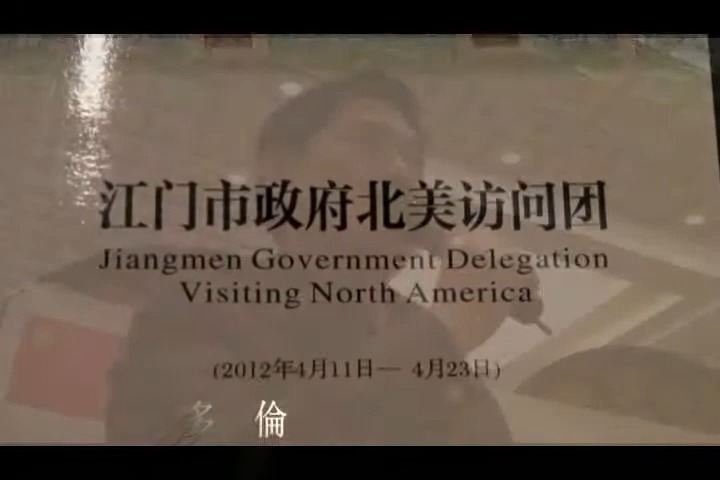 江门市政府北美访问团
Jiangmen Government Delegation
Visiting North America
(2012年4月11日— 4月23日)
多 倫